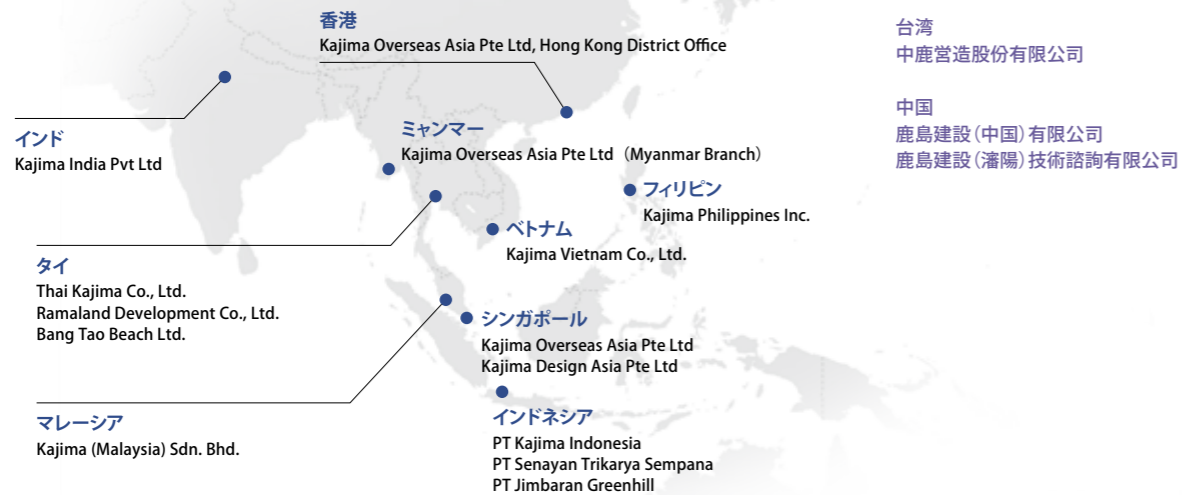 香港
Kajima Overseas Asia Pte Ltd, Hong Kong District Office
インド
Kajima India Pvt Ltd
ミャンマー
Kajima Overseas Asia Pte Ltd（Myanmar Branch）
フィリピン
Kajima Philippines Inc.
ベトナム
Kajima Vietnam Co., Ltd.
タイ
Thai Kajima Co., Ltd.
Ramaland Development Co., Ltd.
Bang Tao Beach Ltd.
シンガポール
Kajima Overseas Asia Pte Ltd
Kajima Design Asia Pte Ltd
マレーシア
Kajima (Malaysia) Sdn. Bhd.
インドネシア
PT Kajima Indonesia
PT Senayan Trikarya Sempana
PT Jimbaran Greenhill
台湾
中鹿営造股份有限公司
中国
鹿島建設（中国）有限公司
鹿島建設（瀋陽）技術諮詢有限公司